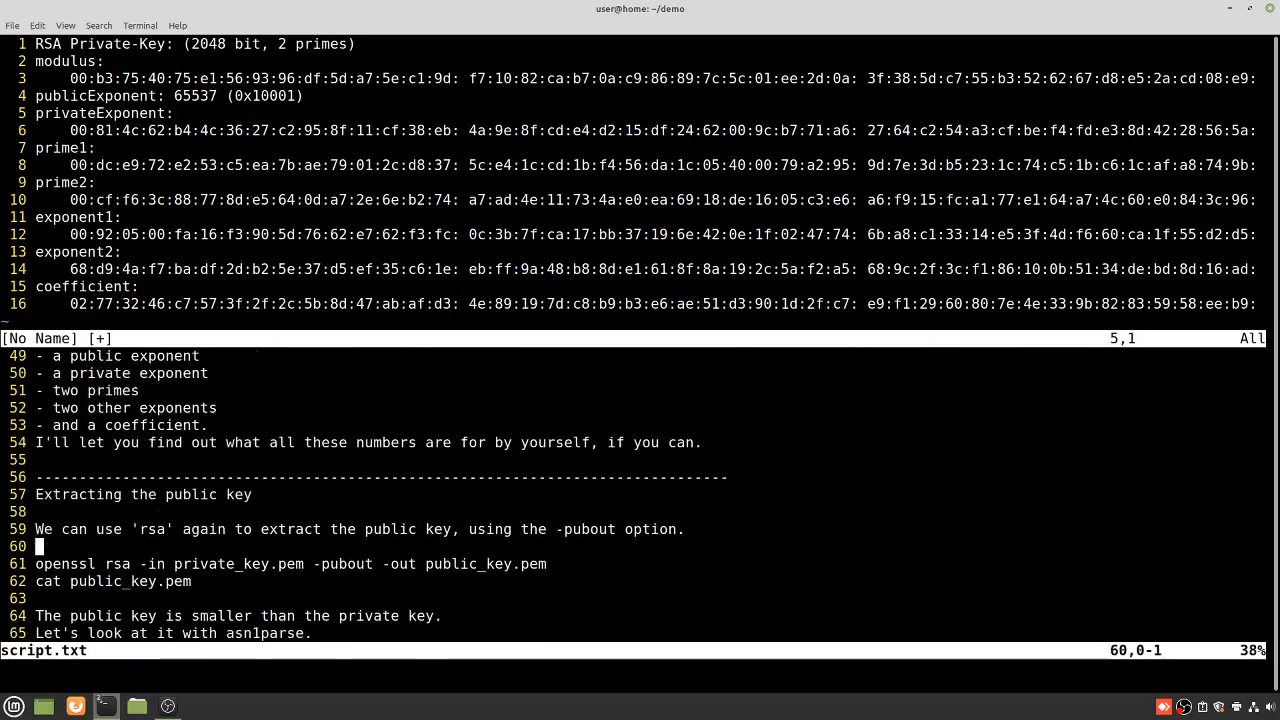 user@home: ~/demo
File Edit View Search Terminal Help
1 RSA Private-Key: (2048 bit, 2 primes)
2 modulus:
3 00:b3:75:40:75:e1:56:93:96:df:5d:a7:5e:c1:9d: f7:10:82:ca:b7:0a:c9:86:89:7c:5c:01:ee:2d:0a: 3f:38:5d:c7:55:b3:52:62:67:d8:e5:2a:cd:08:e9:
4 publicExponent: 65537 (0x10001)
5 privateExponent:
6 00:81:4c:62:b4:4c:36:27:c2:95:8f:11:cf:38:eb: 4a:9e:8f:cd:e4:d2:15:df:24:62:00:9c:b7:71:a6: 27:64:c2:54:a3:cf:be:f4:fd:e3:8d:42:28:56:5a:
7 prime1:
8 00:dc:e9:72:e2:53:c5:ea:7b:ae:79:01:2c:d8:37: 5c:e4:1c:cd:1b:f4:56:da:1c:05:40:00:79:a2:95: 9d:7e:3d:b5:23:1c:74:c5:1b:c6:1c:af:a8:74:9b:
9 prime2:
10 00:cf:f6:3c:88:77:8d:e5:64:0d:a7:2e:6e:b2:74: a7:ad:4e:11:73:4a:e0:ea:69:18:de:16:05:c3:e6: a6:f9:15:fc:a1:77:e1:64:a7:4c:60:e0:84:3c:96:
11 exponent1:
12 00:92:05:00:fa:16:f3:90:5d:76:62:e7:62:f3:fc: 0c:3b:7f:ca:17:bb:37:19:6e:42:0e:1f:02:47:74: 6b:a8:c1:33:14:e5:3f:4d:f6:60:ca:1f:55:d2:d5:
13 exponent2:
14 68:d9:4a:f7:ba:df:2d:b2:5e:37:d5:ef:35:c6:1e: eb:ff:9a:48:b8:8d:e1:61:8f:8a:19:2c:5a:f2:a5: 68:9c:2f:3c:f1:86:10:0b:51:34:de:bd:8d:16:ad:
15 coefficient:
16 02:77:32:46:c7:57:3f:2f:2c:5b:8d:47:ab:af:d3: 4e:89:19:7d:c8:b9:b3:e6:ae:51:d3:90:1d:2f:c7: e9:f1:29:60:80:7e:4e:33:9b:82:83:59:58:ee:b9:
~
[No Name] [+] 5,1 All
49 - a public exponent
50 - a private exponent
51 - two primes
52 - two other exponents
53 - and a coefficient.
54 I'll let you find out what all these numbers are for by yourself, if you can.
55
56 --------------------------------------------------------------------------------
57 Extracting the public key
58
59 We can use 'rsa' again to extract the public key, using the -pubout option.
60
61 openssl rsa -in private_key.pem -pubout -out public_key.pem
62 cat public_key.pem
63
64 The public key is smaller than the private key.
65 Let's look at it with asn1parse.
script.txt 60,0-1 38%